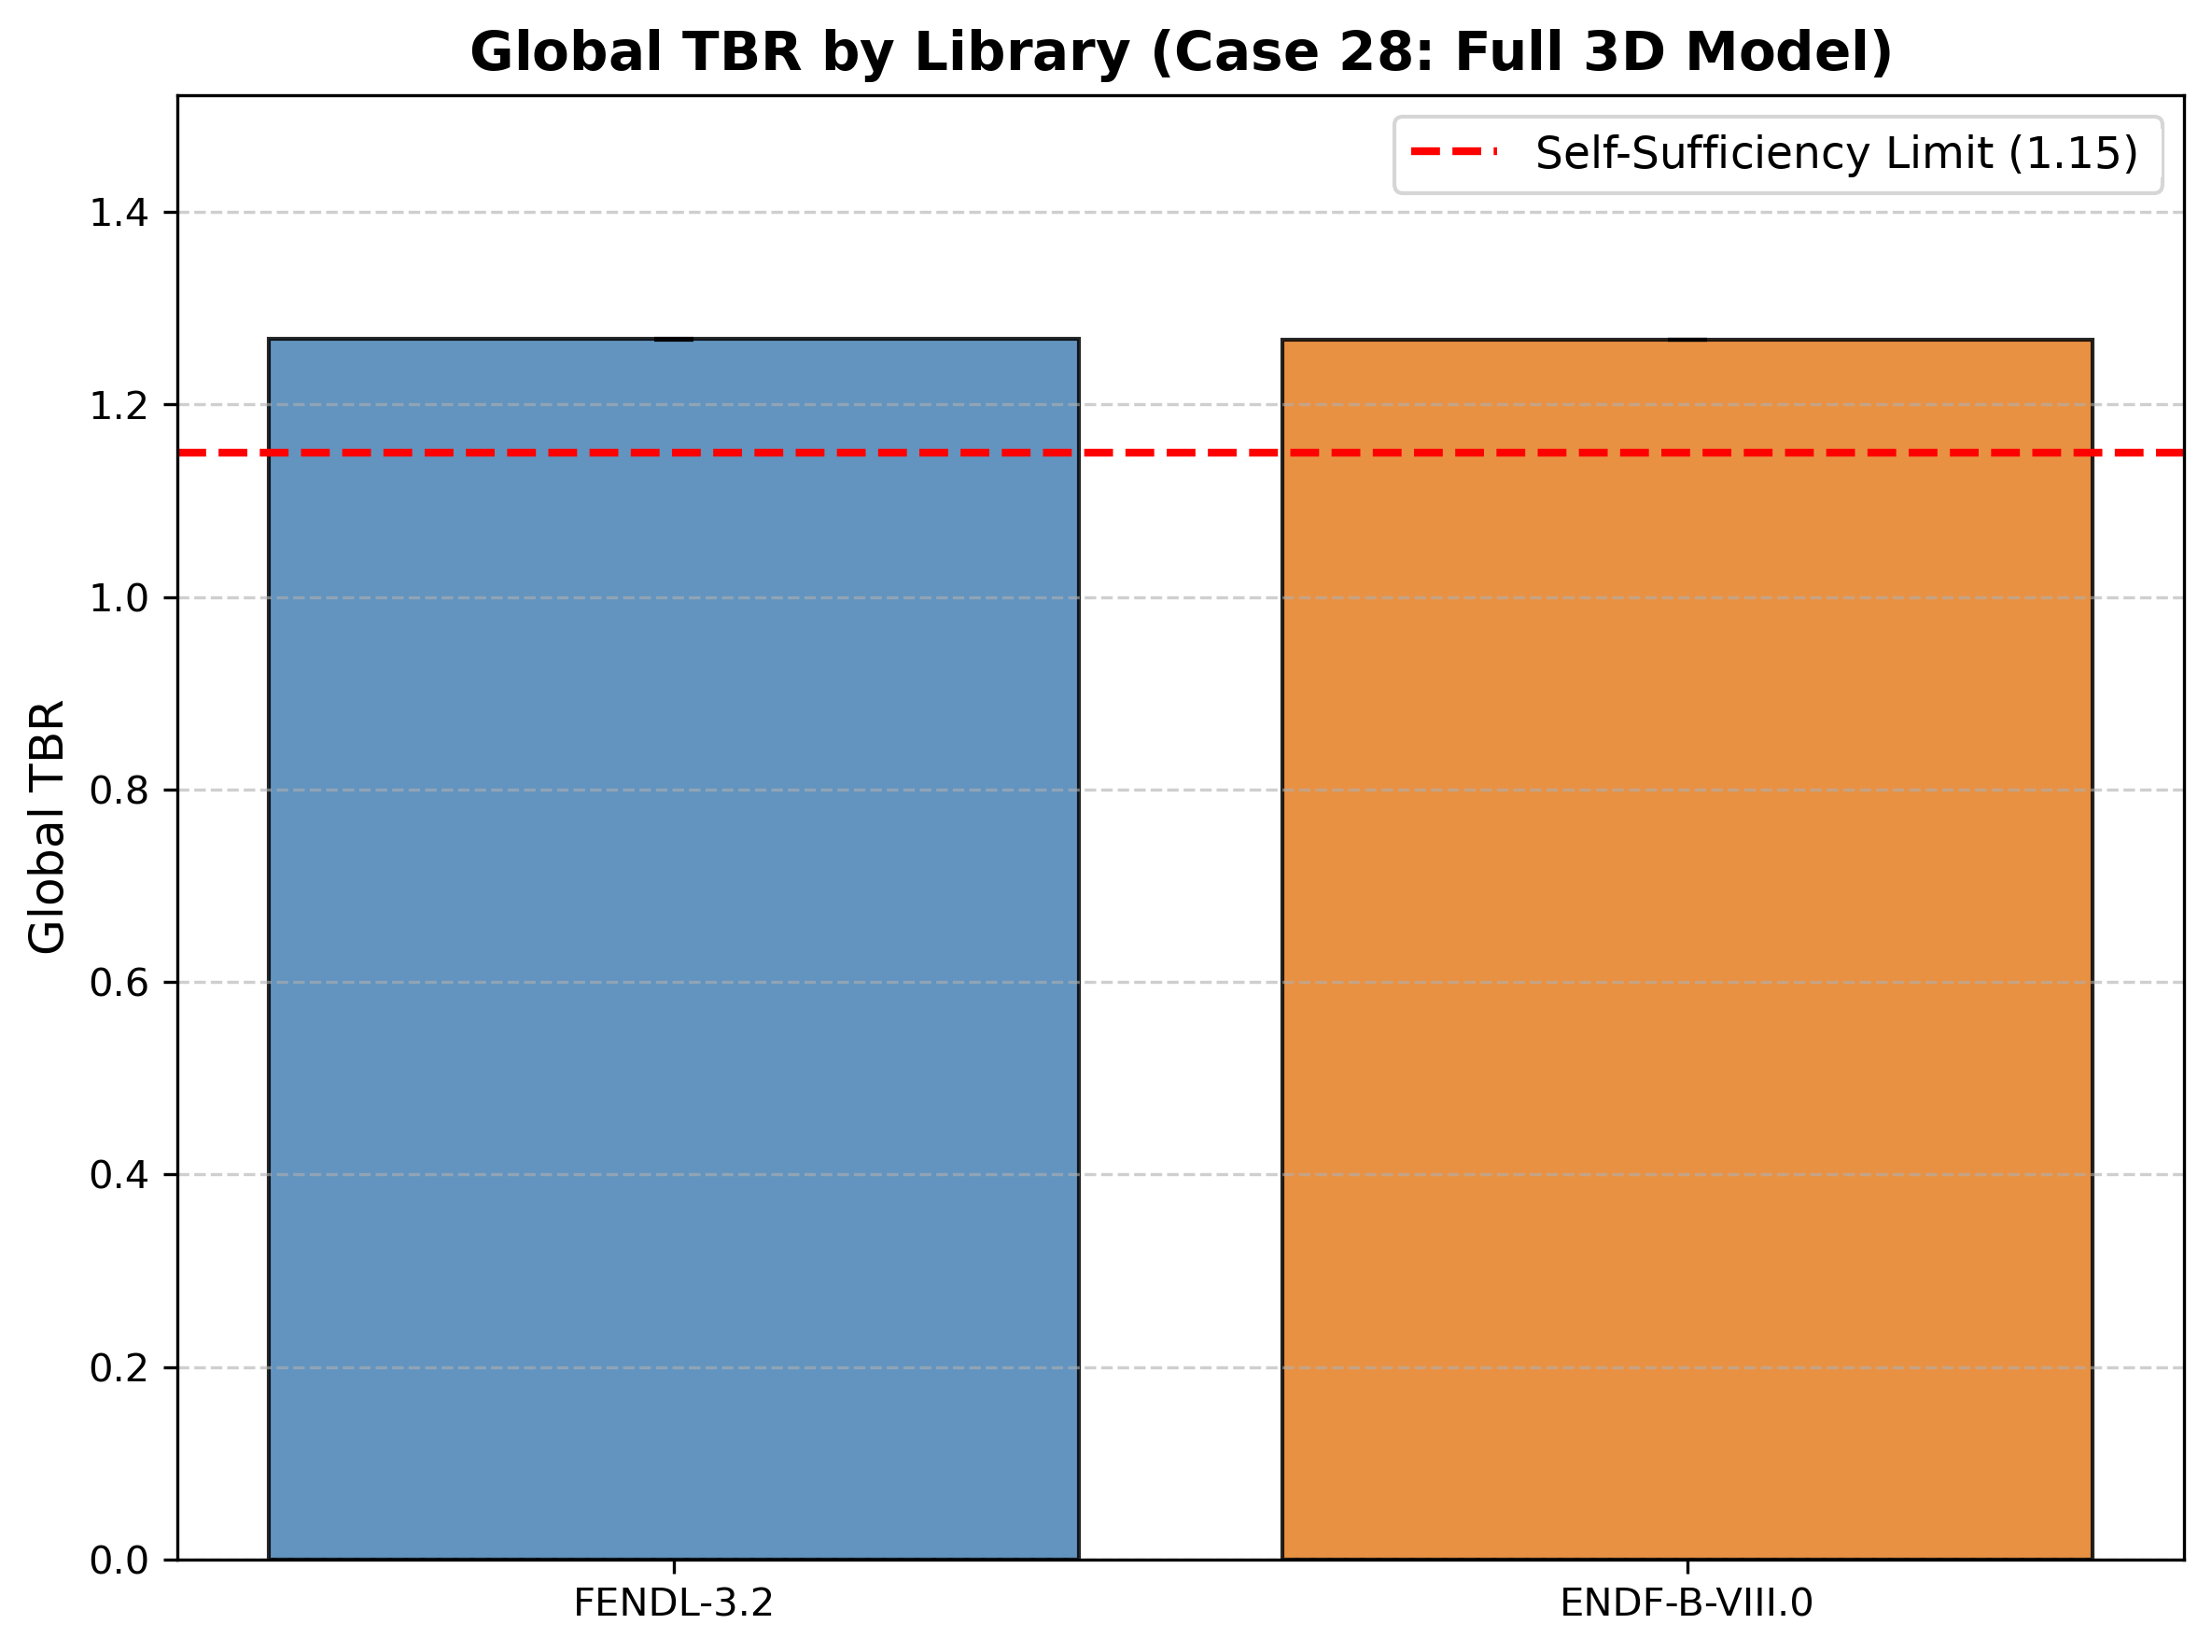 Global TBR by Library (Case 28: Full 3D Model)
Self-Sufficiency Limit (1.15)
Global TBR
1.4
1.2
1.0
0.8
0.6
0.4
0.2
0.0
FENDL-3.2
ENDF-B-VIII.0